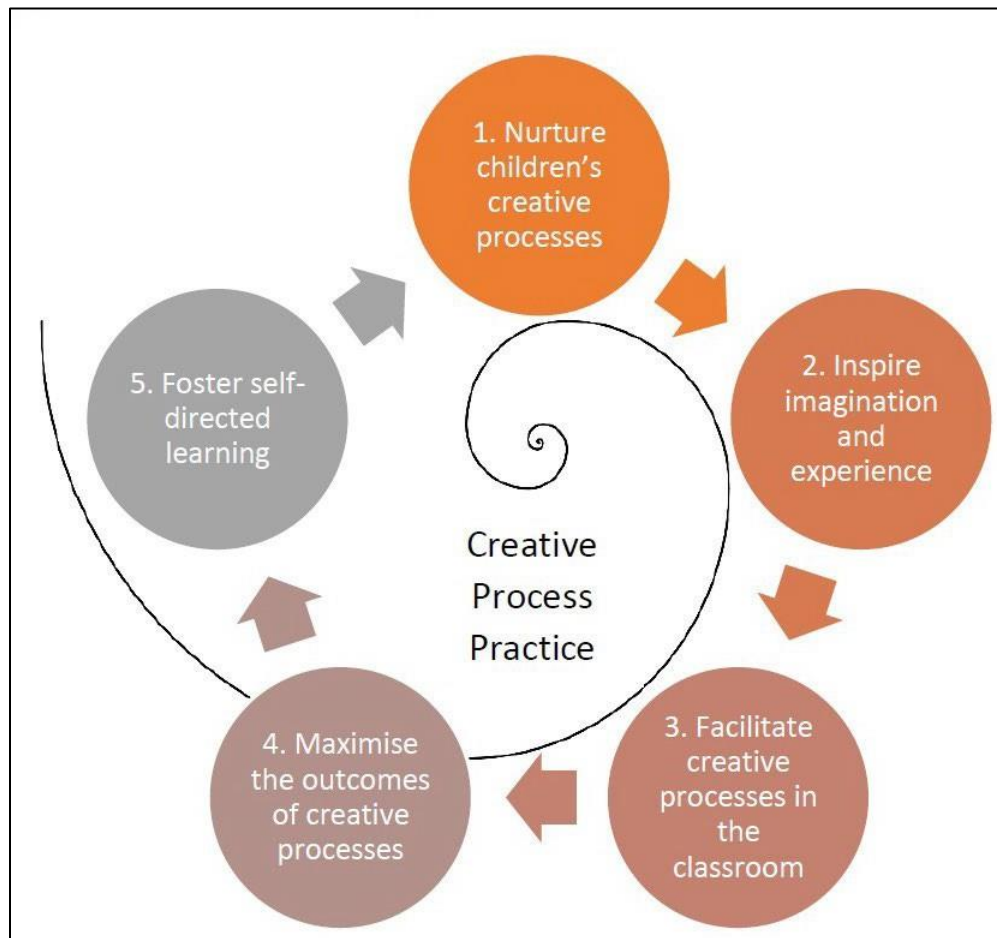 1. Nurture
children’s
creative
processes
2. Inspire
imagination
and
experience
3. Facilitate
creative
processes in
the
classroom
4. Maximise
the outcomes
of creative
processes
5. Foster self-
directed
learning
Creative
Process
Practice